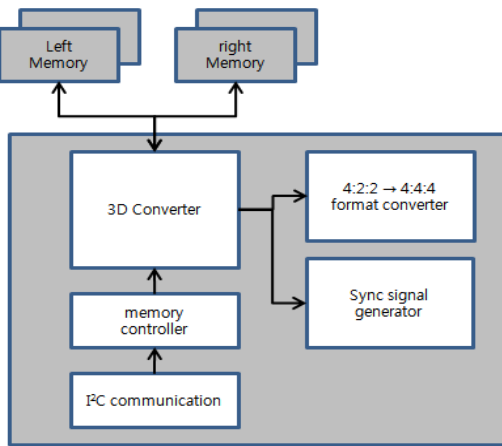 Left
Memory
right
Memory
3D Converter
4:2:2 → 4:4:4
format converter
memory
controller
Sync signal
generator
I²C communication